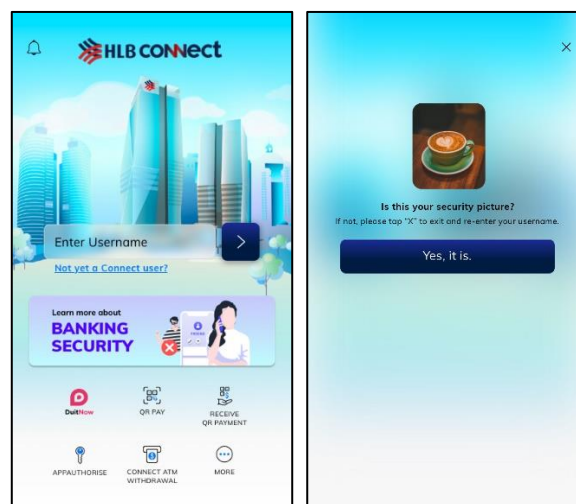 HLB CONNECT
Enter Username
Not yet a Connect user?
Learn more about
BANKING
SECURITY
DuitNow
QR PAY
RECEIVE
QR PAYMENT
APPAUTHORISE
CONNECT ATM
WITHDRAWAL
MORE
Is this your security picture?
If not, please tap "X" to exit and re-enter your username.
Yes, it is.